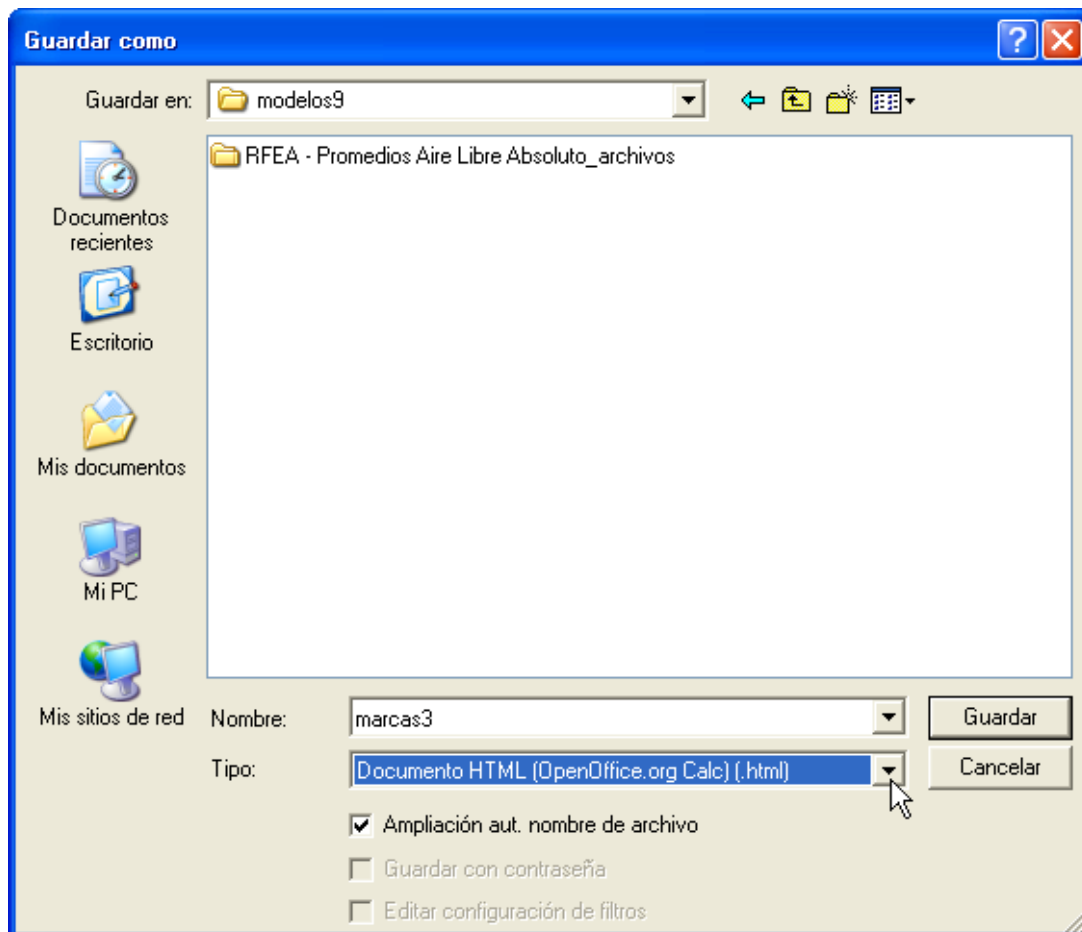 Guardar como
Guardar en:
modelos9
RFEA - Promedios Aire Libre Absoluto_archivos
Documentos
recientes
Escritorio
Mis documentos
Mi PC
Mis sitios de red
Nombre:
marcas3
Guardar
Tipo:
Documento HTML (OpenOffice.org Calc) (.html)
Cancelar
Ampliación aut. nombre de archivo
Guardar con contraseña
Editar configuración de filtros